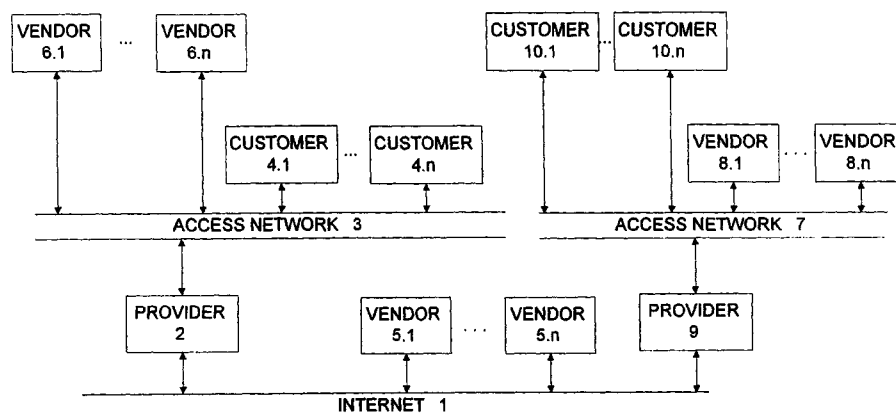 VENDOR
6.1
...
VENDOR
6.n
CUSTOMER
10.1
...
CUSTOMER
10.n
CUSTOMER
4.1
...
CUSTOMER
4.n
VENDOR
8.1
...
VENDOR
8.n
ACCESS NETWORK 3
ACCESS NETWORK 7
PROVIDER
2
VENDOR
5.1
...
VENDOR
5.n
PROVIDER
9
INTERNET 1